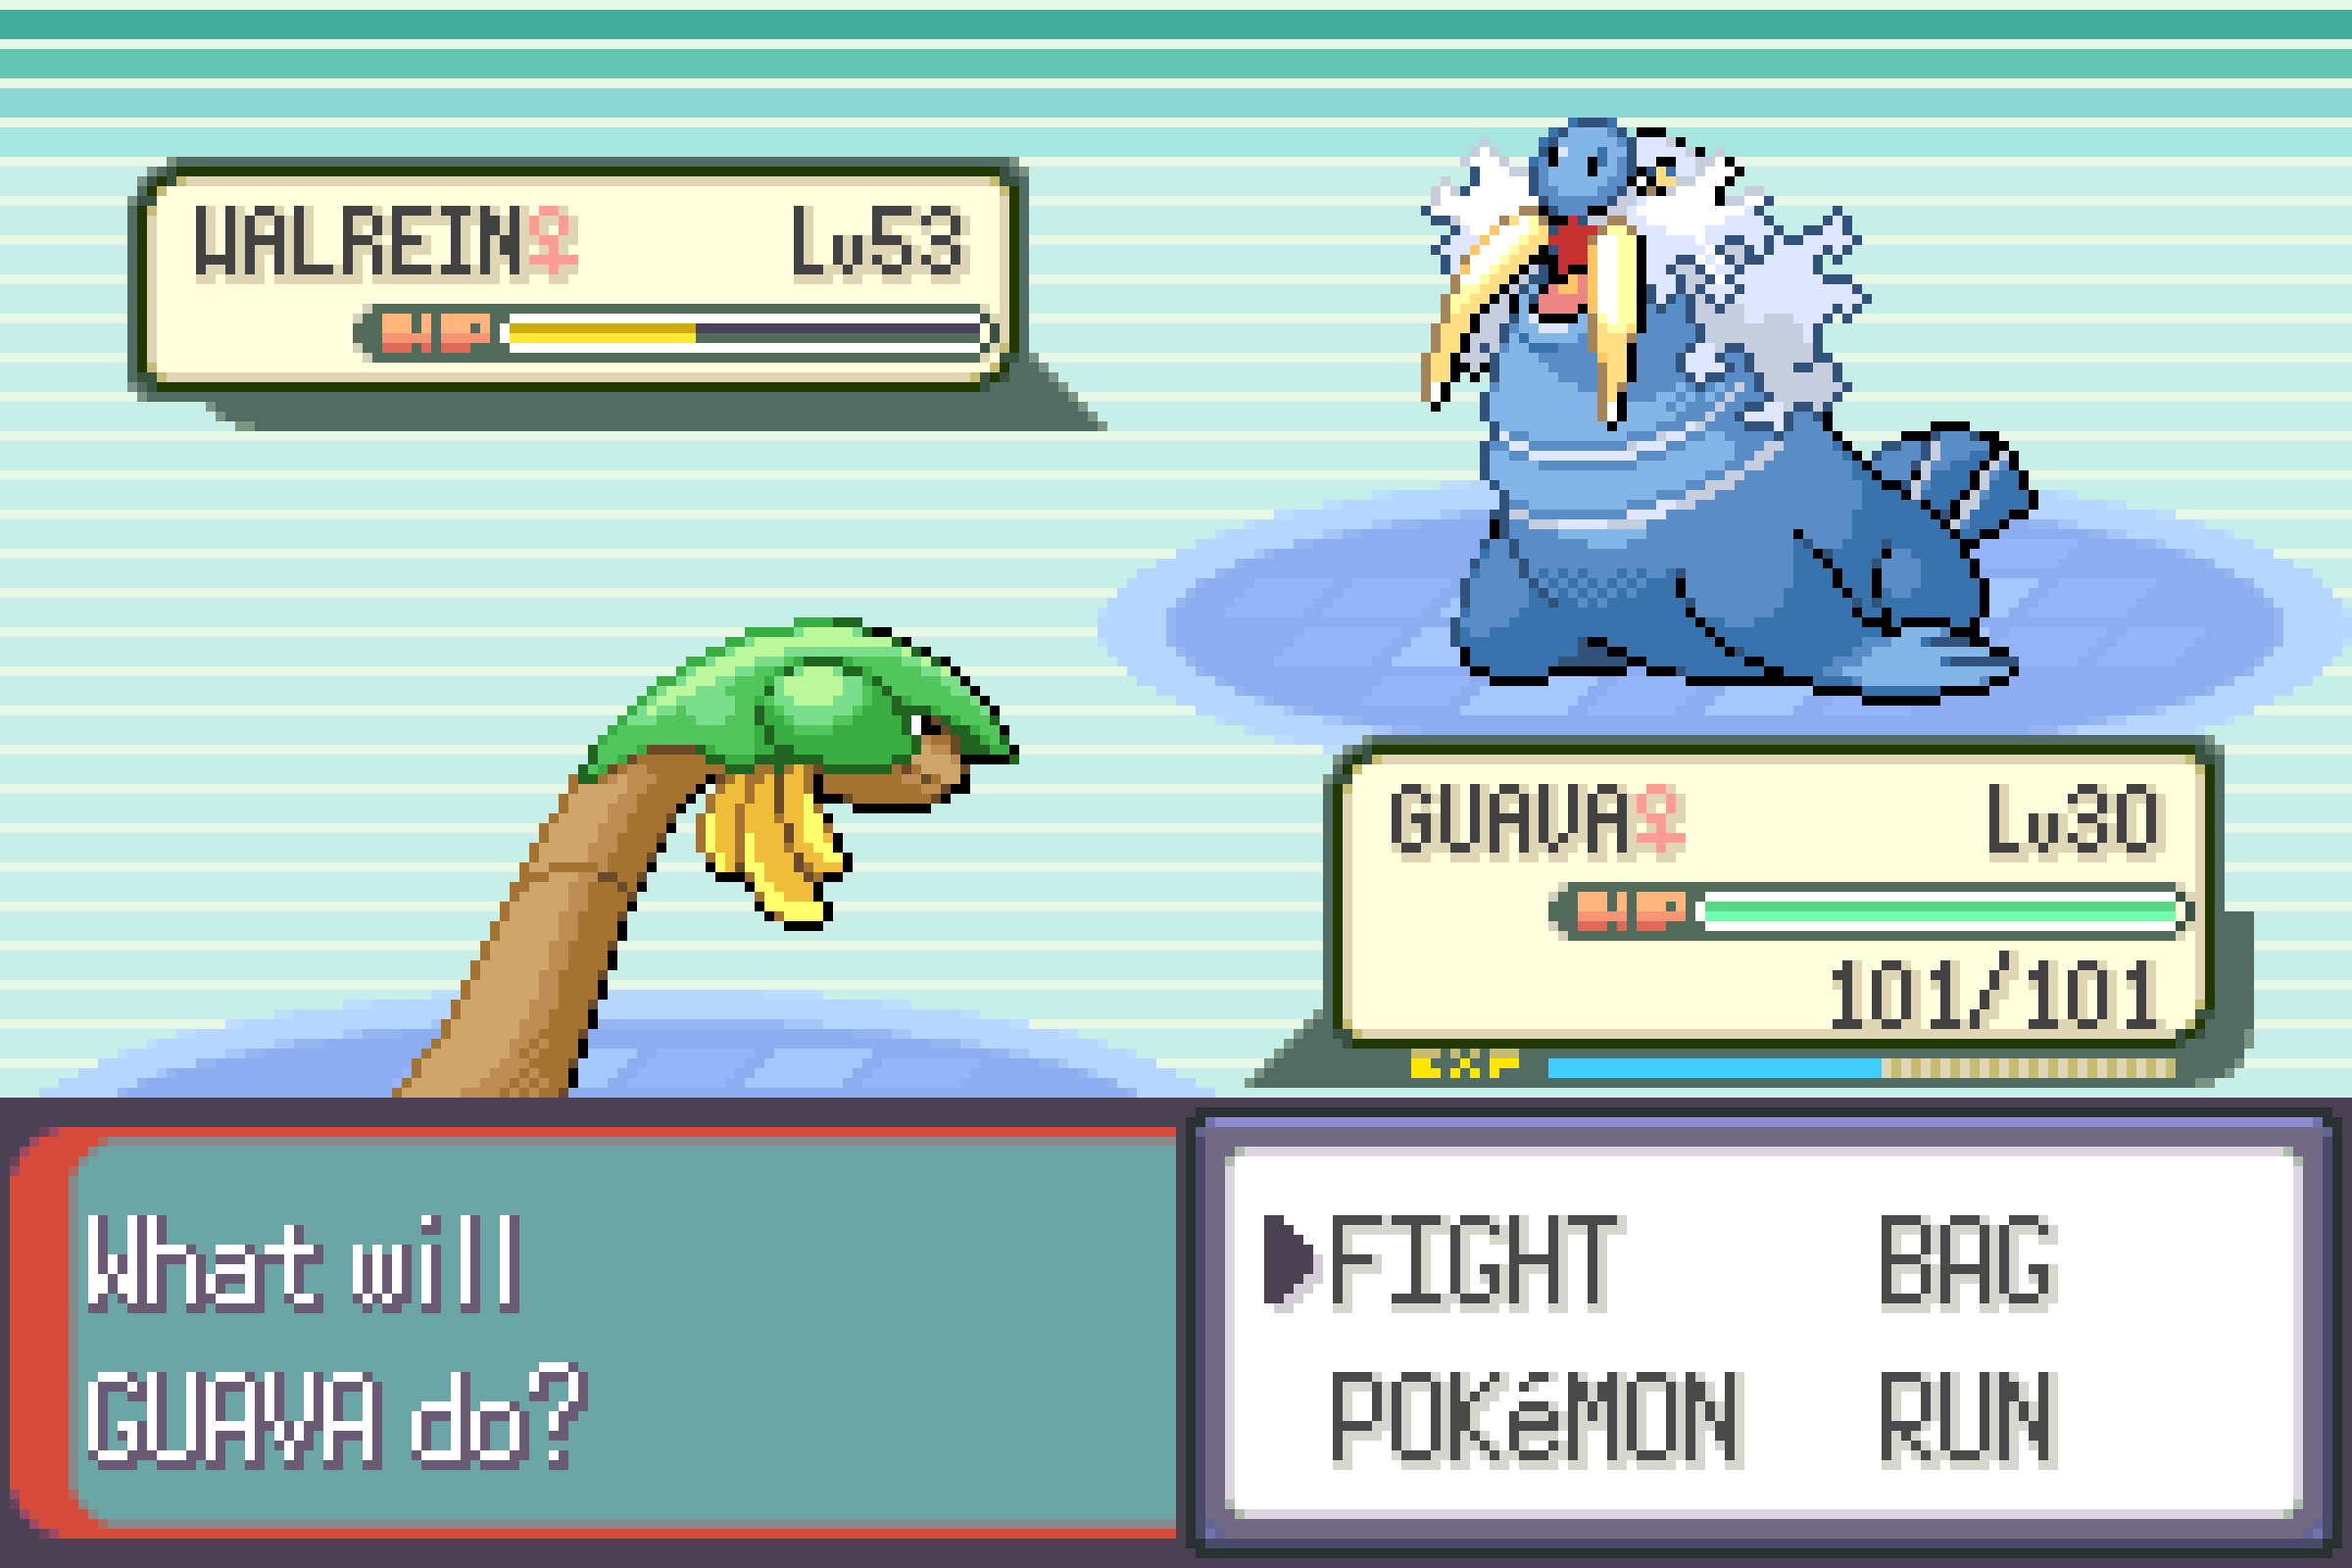 WALREIN♀ Lv53
HP
GUAVA♀ Lv30
HP
101/101
EXP
What will
GUAVA do?
FIGHT BAG
POKéMON RUN